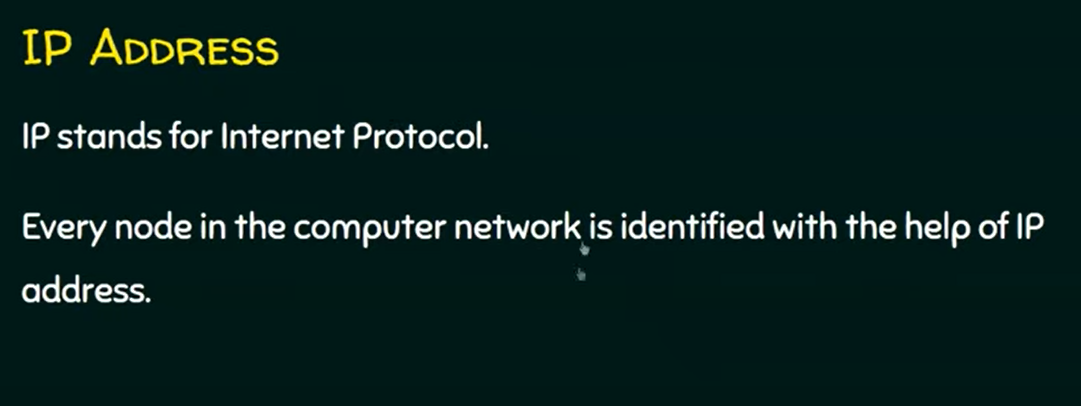 IP ADDRESS
IP stands for Internet Protocol.
Every node in the computer network is identified with the help of IP
address.